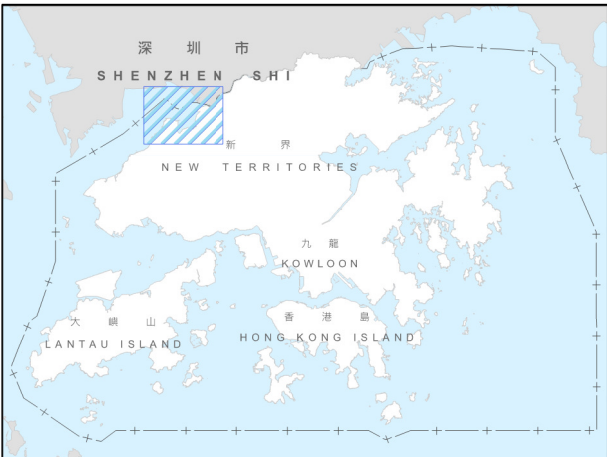 深 圳 市
SHENZHEN SHI
新 界
NEW TERRITORIES
九 龍
KOWLOON
大 嶼 山
LANTAU ISLAND
香 港 島
HONG KONG ISLAND